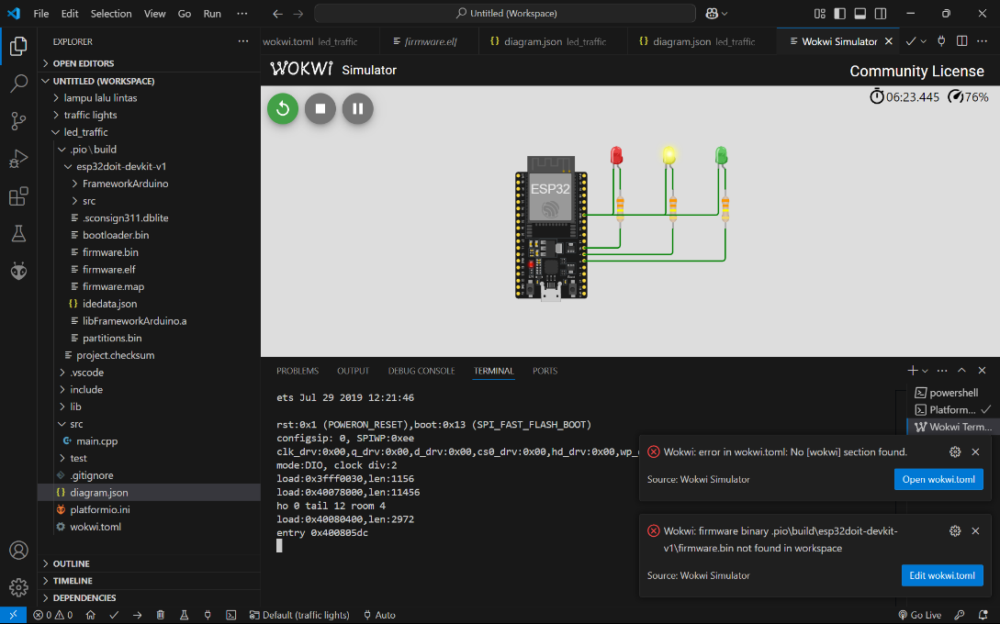 File Edit Selection View Go Run ···
Untitled (Workspace)
EXPLORER ···
wokwi.toml led_traffic
firmware.elf
diagram.json led_traffic
diagram.json led_traffic
Wokwi Simulator
OPEN EDITORS
UNTITLED (WORKSPACE)
lampu lalu lintas
traffic lights
led_traffic
.pio \ build
esp32doit-devkit-v1
FrameworkArduino
src
.sconsign311.dblite
bootloader.bin
firmware.bin
firmware.elf
firmware.map
idedata.json
libFrameworkArduino.a
partitions.bin
project.checksum
.vscode
include
lib
src
main.cpp
test
.gitignore
diagram.json
platformio.ini
wokwi.toml
OUTLINE
TIMELINE
DEPENDENCIES
WOKWI Simulator
Community License
06:23.445 76%
ESP32
PROBLEMS OUTPUT DEBUG CONSOLE TERMINAL PORTS
ets Jul 29 2019 12:21:46
rst:0x1 (POWERON_RESET),boot:0x13 (SPI_FAST_FLASH_BOOT)
configsip: 0, SPIWP:0xee
clk_drv:0x00,q_drv:0x00,d_drv:0x00,cs0_drv:0x00,hd_drv:0x00,wp_
mode:DIO, clock div:2
load:0x3fff0030,len:1156
load:0x40078000,len:11456
ho 0 tail 12 room 4
load:0x40080400,len:2972
entry 0x400805dc
powershell
Platform...
Wokwi Term...
Wokwi: error in wokwi.toml: No [wokwi] section found.
Source: Wokwi Simulator
Open wokwi.toml
Wokwi: firmware binary .pio\build\esp32doit-devkit-
v1\firmware.bin not found in workspace
Source: Wokwi Simulator
Edit wokwi.toml
0 0 Default (traffic lights) Auto Go Live